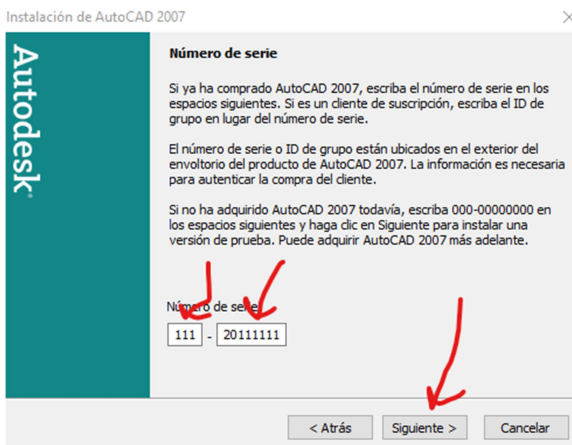 Instalación de AutoCAD 2007
Autodesk
Número de serie
Si ya ha comprado AutoCAD 2007, escriba el número de serie en los
espacios siguientes. Si es un cliente de suscripción, escriba el ID de
grupo en lugar del número de serie.
El número de serie o ID de grupo están ubicados en el exterior del
envoltorio del producto de AutoCAD 2007. La información es necesaria
para autenticar la compra del cliente.
Si no ha adquirido AutoCAD 2007 todavía, escriba 000-00000000 en
los espacios siguientes y haga clic en Siguiente para instalar una
versión de prueba. Puede adquirir AutoCAD 2007 más adelante.
Número de serie
111 - 20111111
< Atrás Siguiente > Cancelar